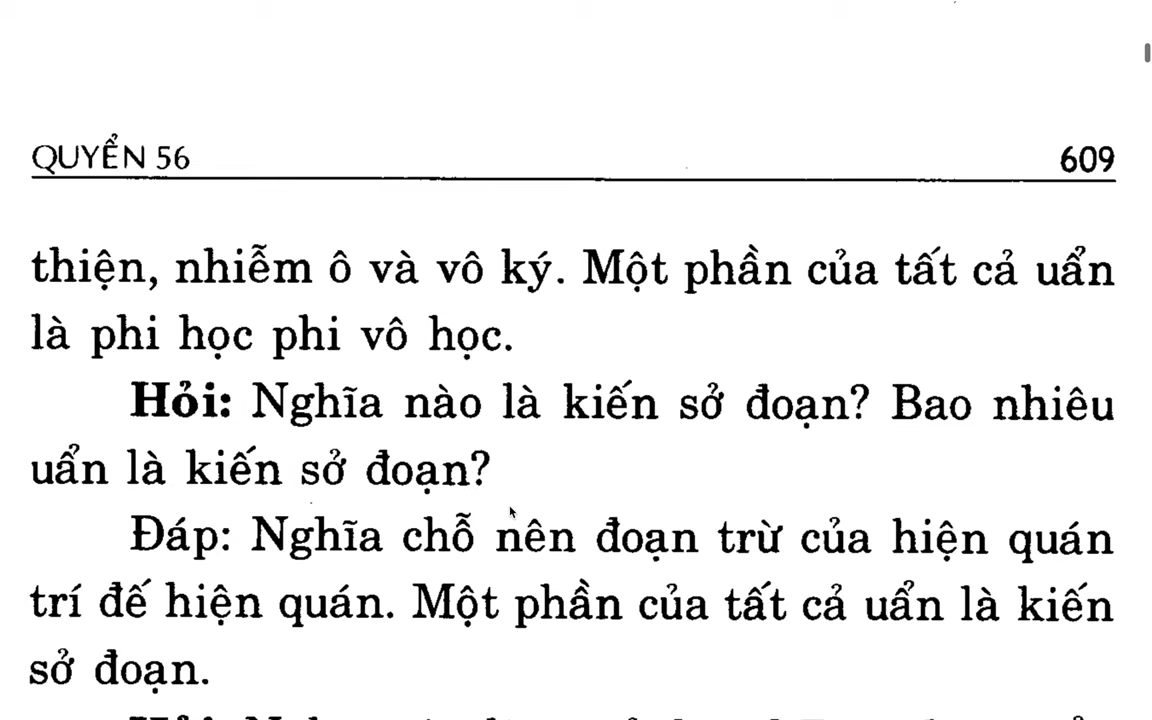 QUYỂN 56 609
thiện, nhiễm ô và vô ký. Một phần của tất cả uẩn
là phi học phi vô học.
Hỏi: Nghĩa nào là kiến sở đoạn? Bao nhiêu
uẩn là kiến sở đoạn?
Đáp: Nghĩa chỗ nên đoạn trừ của hiện quán
trí đế hiện quán. Một phần của tất cả uẩn là kiến
sở đoạn.